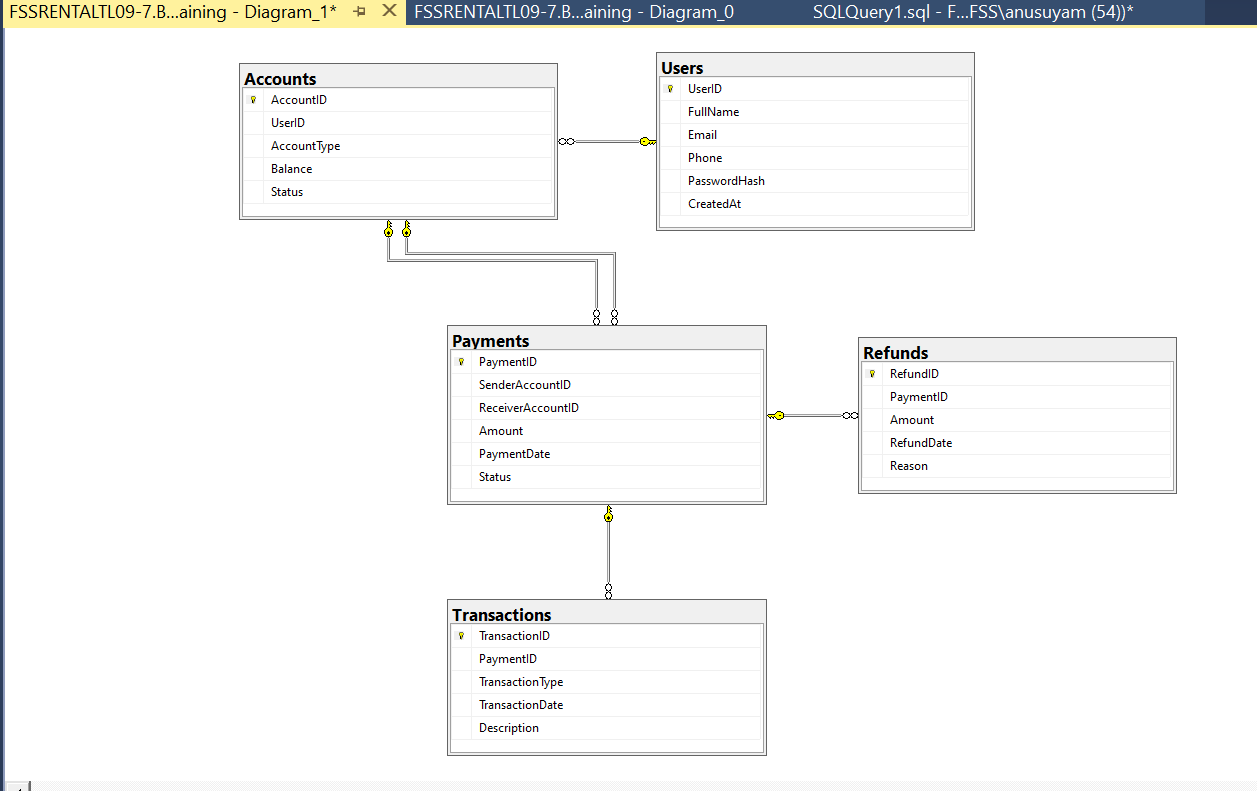 FSSRENTALTL09-7.B...aining - Diagram_1*
FSSRENTALTL09-7.B...aining - Diagram_0
SQLQuery1.sql - F...FSS\anusuyam (54))*
Accounts
AccountID
UserID
AccountType
Balance
Status
Users
UserID
FullName
Email
Phone
PasswordHash
CreatedAt
Payments
PaymentID
SenderAccountID
ReceiverAccountID
Amount
PaymentDate
Status
Refunds
RefundID
PaymentID
Amount
RefundDate
Reason
Transactions
TransactionID
PaymentID
TransactionType
TransactionDate
Description